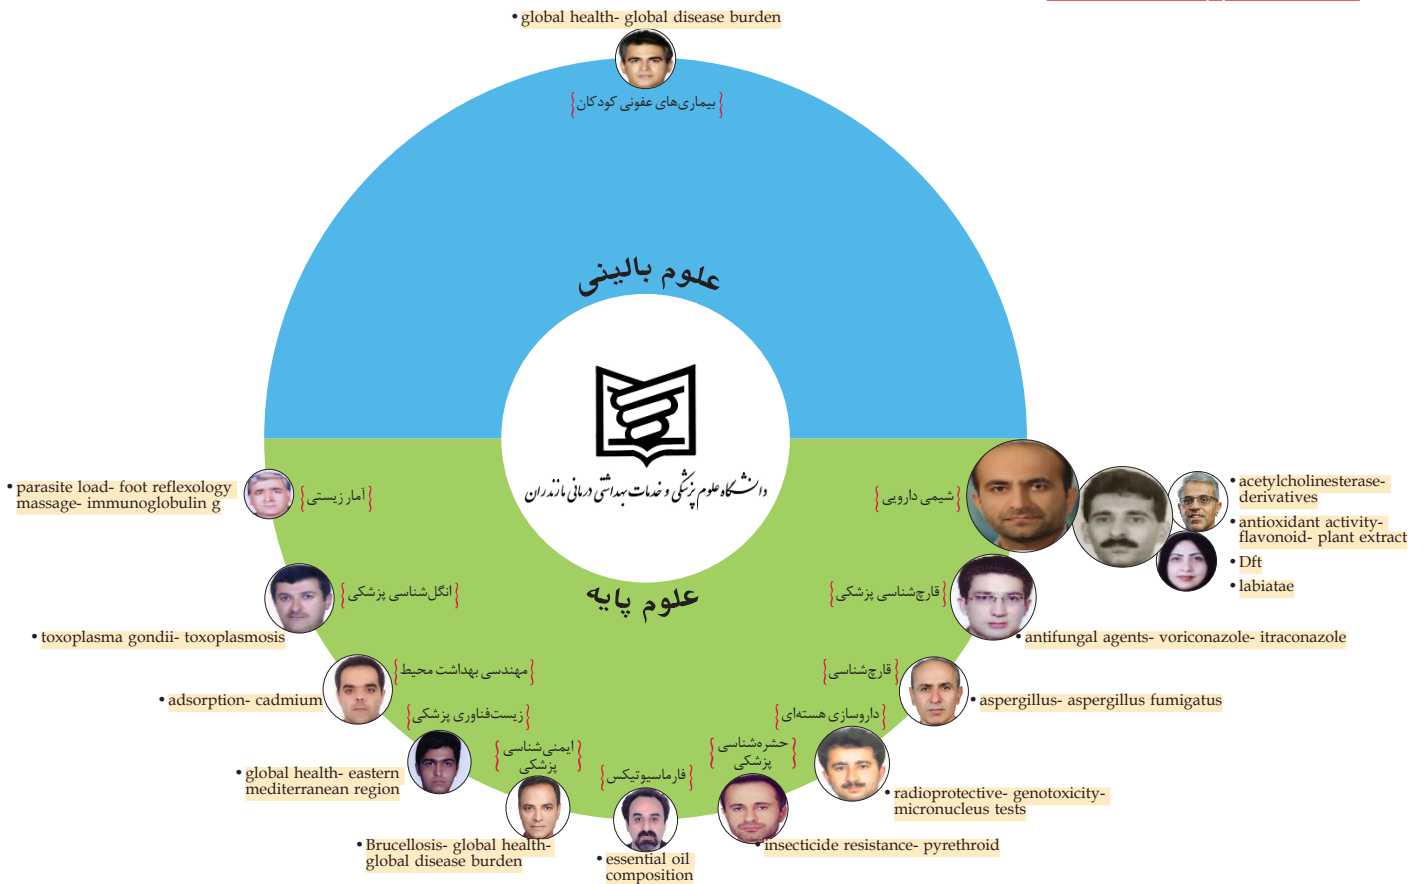 • global health- global disease burden
{بیماری‌های عفونی کودکان}
علوم بالینی
دانشگاه علوم پزشکی و خدمات بهداشتی درمانی مازندران
علوم پایه
{شیمی دارویی}
• acetylcholinesterase-
derivatives
• antioxidant activity-
flavonoid- plant extract
• Dft
• labiatae
{قارچ‌شناسی پزشکی}
• antifungal agents- voriconazole- itraconazole
{قارچ‌شناسی}
• aspergillus- aspergillus fumigatus
{داروسازی هسته‌ای}
• radioprotective- genotoxicity-
micronucleus tests
{حشره‌شناسی
پزشکی}
• insecticide resistance- pyrethroid
{فارماسیوتیکس}
• essential oil
composition
{ایمنی‌شناسی
پزشکی}
• Brucellosis- global health-
global disease burden
{زیست‌فناوری پزشکی}
• global health- eastern
mediterranean region
{مهندسی بهداشت محیط}
• adsorption- cadmium
{انگل‌شناسی پزشکی}
• toxoplasma gondii- toxoplasmosis
{آمار زیستی}
• parasite load- foot reflexology
massage- immunoglobulin g